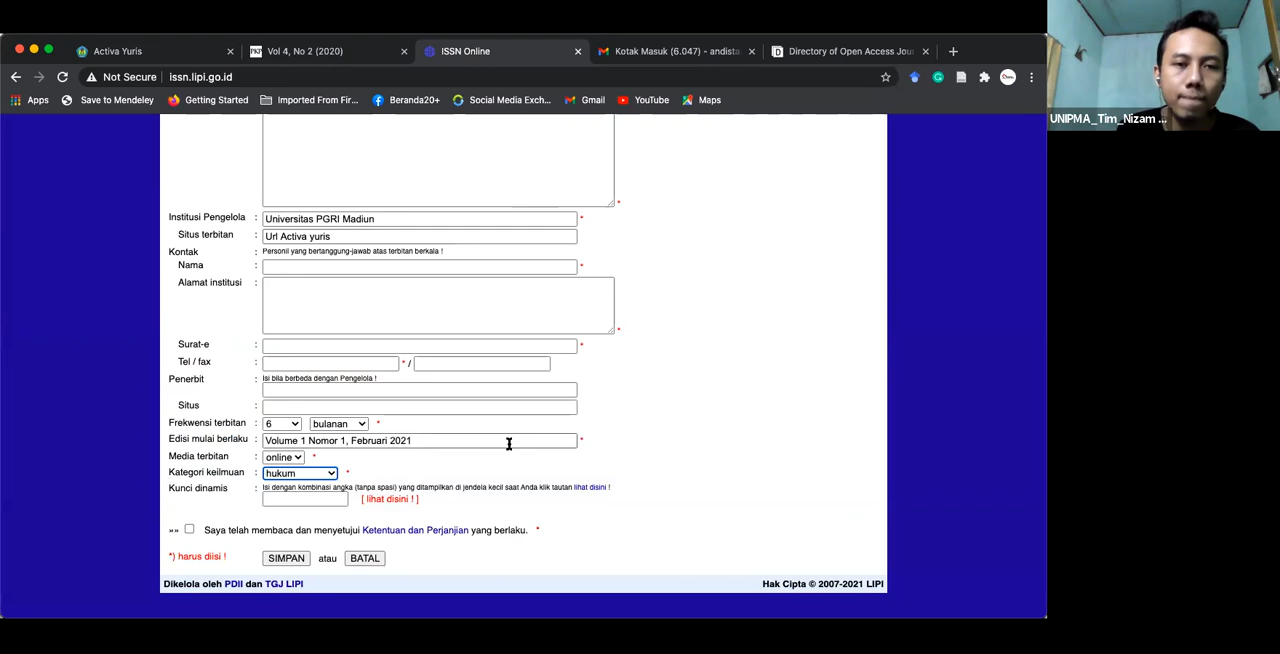 Activa Yuris
Vol 4, No 2 (2020)
ISSN Online
Kotak Masuk (6.047) - andista
Directory of Open Access Jou
Not Secure | issn.lipi.go.id
Apps
Save to Mendeley
Getting Started
Imported From Fir...
Beranda20+
Social Media Exch...
Gmail
YouTube
Maps
UNIPMA_Tim_Nizam ...
*
Institusi Pengelola : Universitas PGRI Madiun *
Situs terbitan : Url Activa yuris
Kontak : Personil yang bertanggung-jawab atas terbitan berkala !
Nama : *
Alamat institusi : *
Surat-e : *
Tel / fax : * /
Penerbit : Isi bila berbeda dengan Pengelola !
Situs :
Frekwensi terbitan : 6 bulanan *
Edisi mulai berlaku : Volume 1 Nomor 1, Februari 2021 *
Media terbitan : online *
Kategori keilmuan : hukum *
Kunci dinamis : Isi dengan kombinasi angka (tanpa spasi) yang ditampilkan di jendela kecil saat Anda klik tautan lihat disini !
[ lihat disini ! ]
»» Saya telah membaca dan menyetujui Ketentuan dan Perjanjian yang berlaku. *
*) harus diisi ! SIMPAN atau BATAL
Dikelola oleh PDII dan TGJ LIPI
Hak Cipta © 2007-2021 LIPI